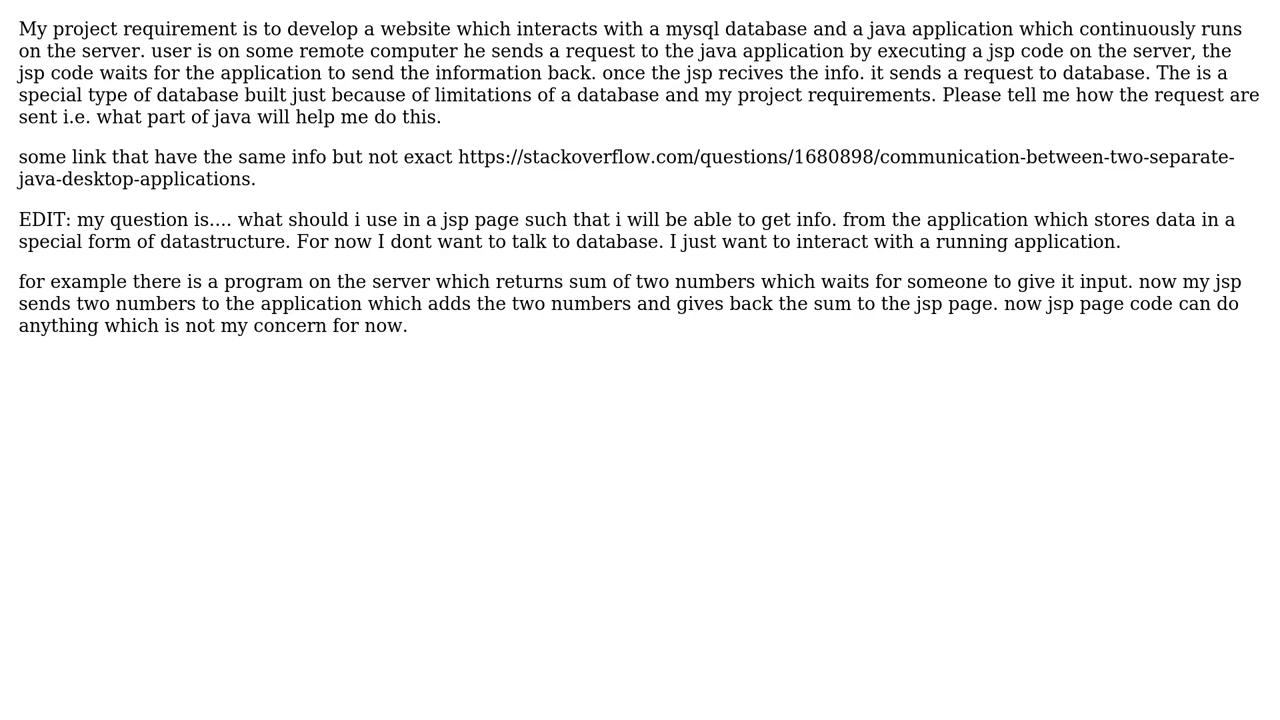 My project requirement is to develop a website which interacts with a mysql database and a java application which continuously runs
on the server. user is on some remote computer he sends a request to the java application by executing a jsp code on the server, the
jsp code waits for the application to send the information back. once the jsp recives the info. it sends a request to database. The is a
special type of database built just because of limitations of a database and my project requirements. Please tell me how the request are
sent i.e. what part of java will help me do this.
some link that have the same info but not exact https://stackoverflow.com/questions/1680898/communication-between-two-separate-
java-desktop-applications.
EDIT: my question is.... what should i use in a jsp page such that i will be able to get info. from the application which stores data in a
special form of datastructure. For now I dont want to talk to database. I just want to interact with a running application.
for example there is a program on the server which returns sum of two numbers which waits for someone to give it input. now my jsp
sends two numbers to the application which adds the two numbers and gives back the sum to the jsp page. now jsp page code can do
anything which is not my concern for now.